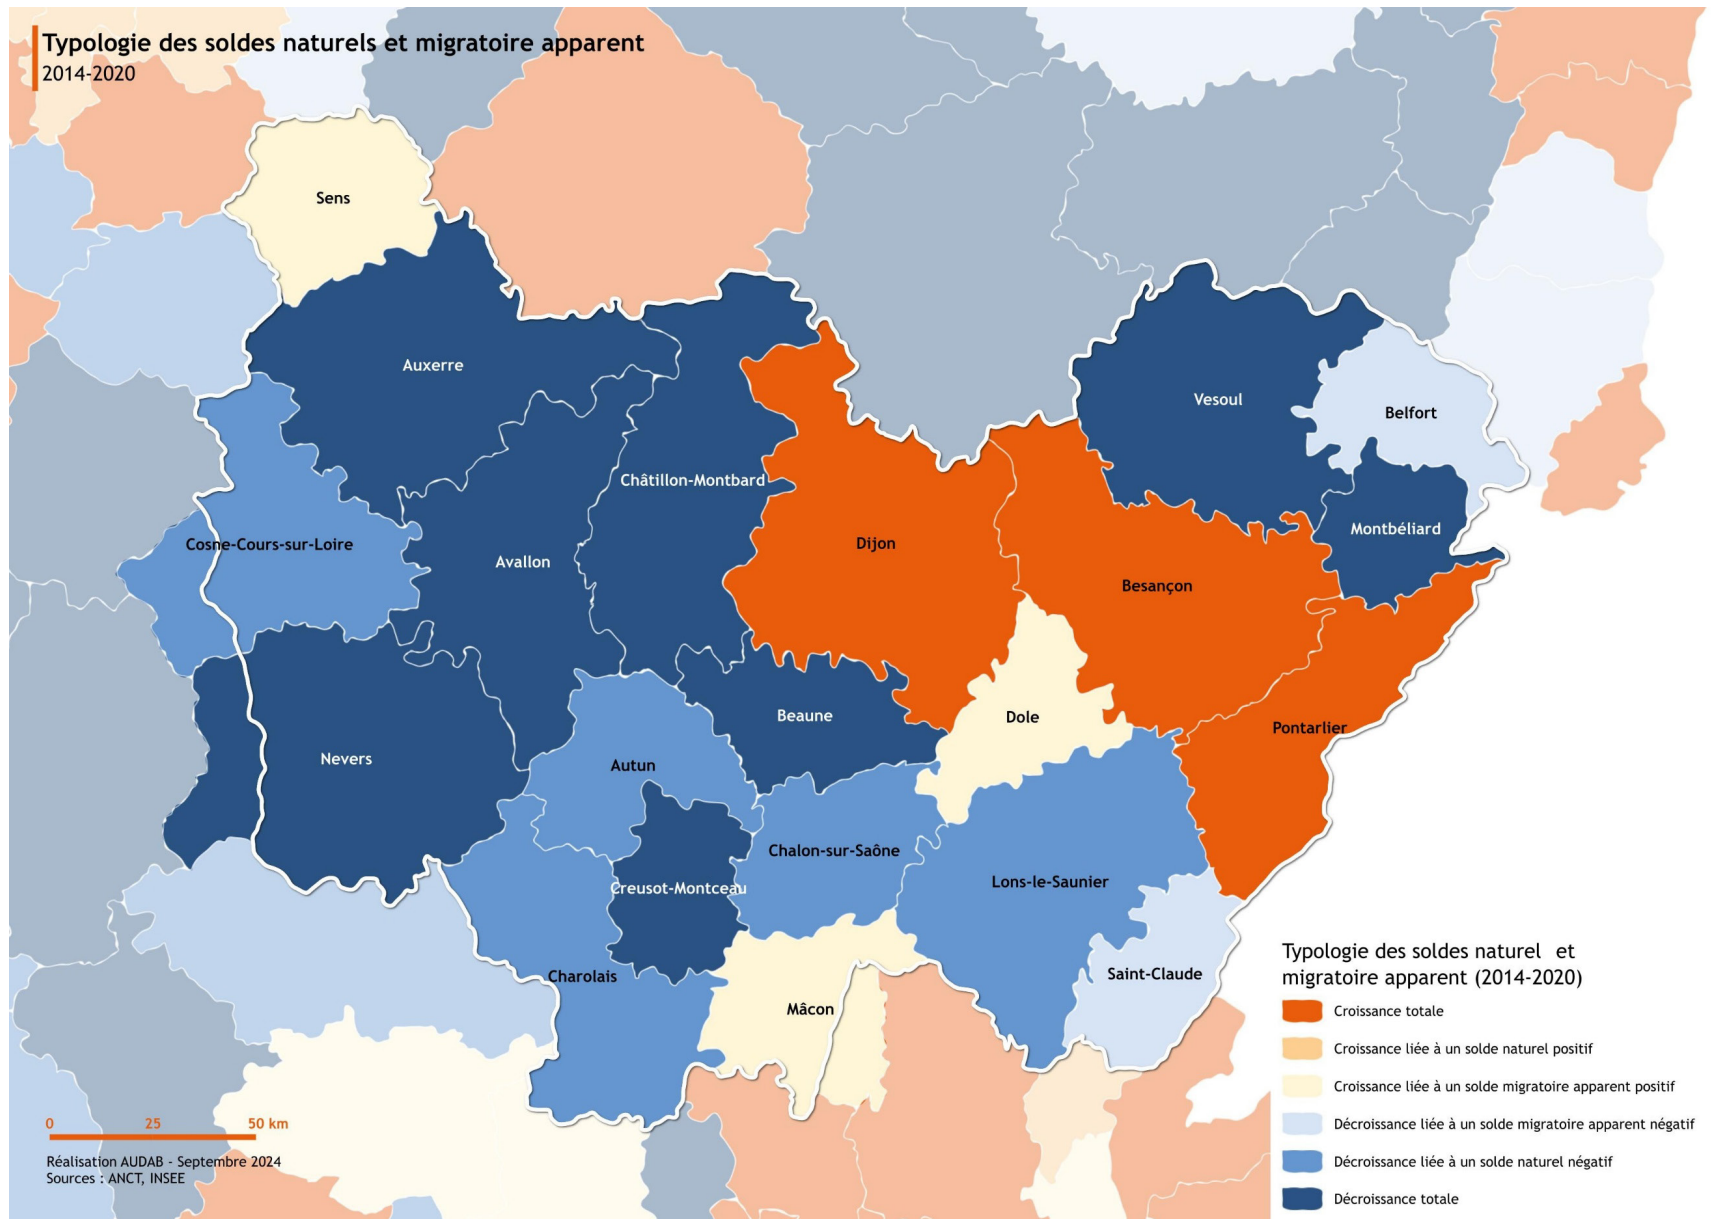 Typologie des soldes naturels et migratoire apparent
2014-2020
Sens
Auxerre
Vesoul
Belfort
Châtillon-Montbard
Montbéliard
Cosne-Cours-sur-Loire
Dijon
Avallon
Besançon
Beaune
Dole
Pontarlier
Nevers
Autun
Chalon-sur-Saône
Lons-le-Saunier
Creusot-Montceau
Charolais
Saint-Claude
Mâcon
Typologie des soldes naturel et
migratoire apparent (2014-2020)
Croissance totale
Croissance liée à un solde naturel positif
Croissance liée à un solde migratoire apparent positif
Décroissance liée à un solde migratoire apparent négatif
Décroissance liée à un solde naturel négatif
Décroissance totale
0 25 50 km
Réalisation AUDAB - Septembre 2024
Sources : ANCT, INSEE